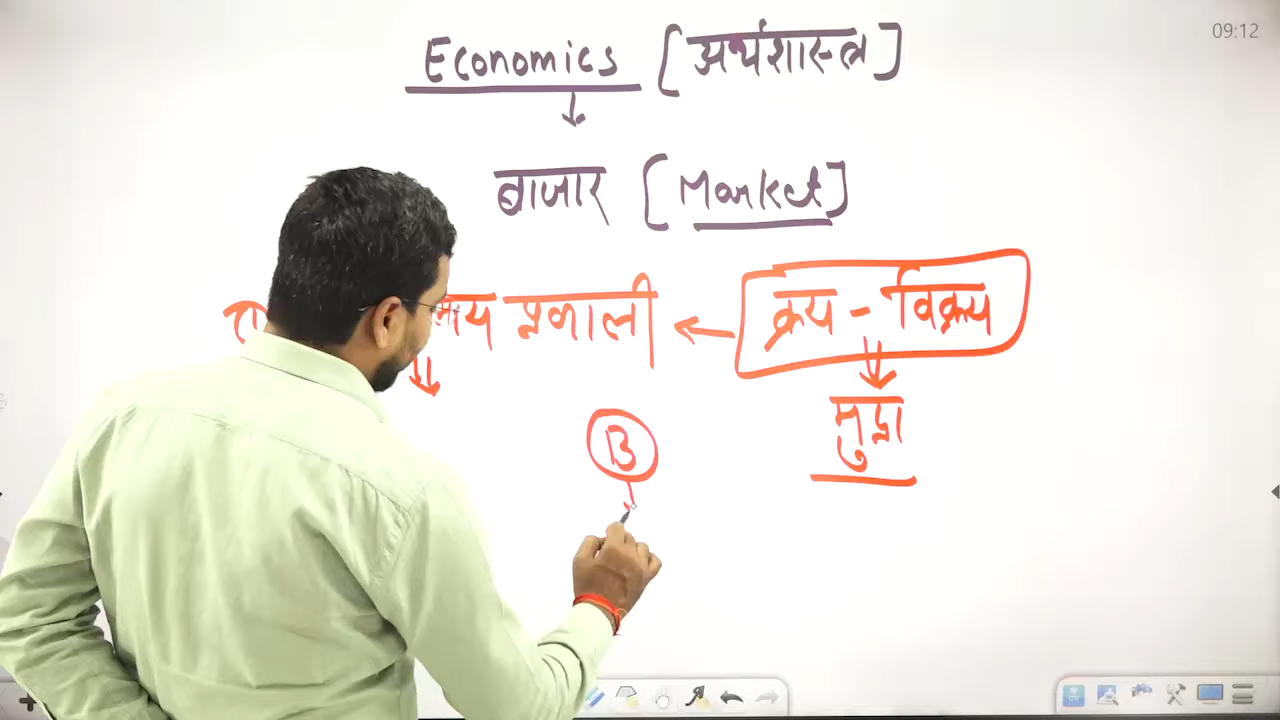 09:12
Economics [अर्थशास्त्र]
बाजार [Market]
प्रणाली ← क्रय - विक्रय
मुद्रा
B